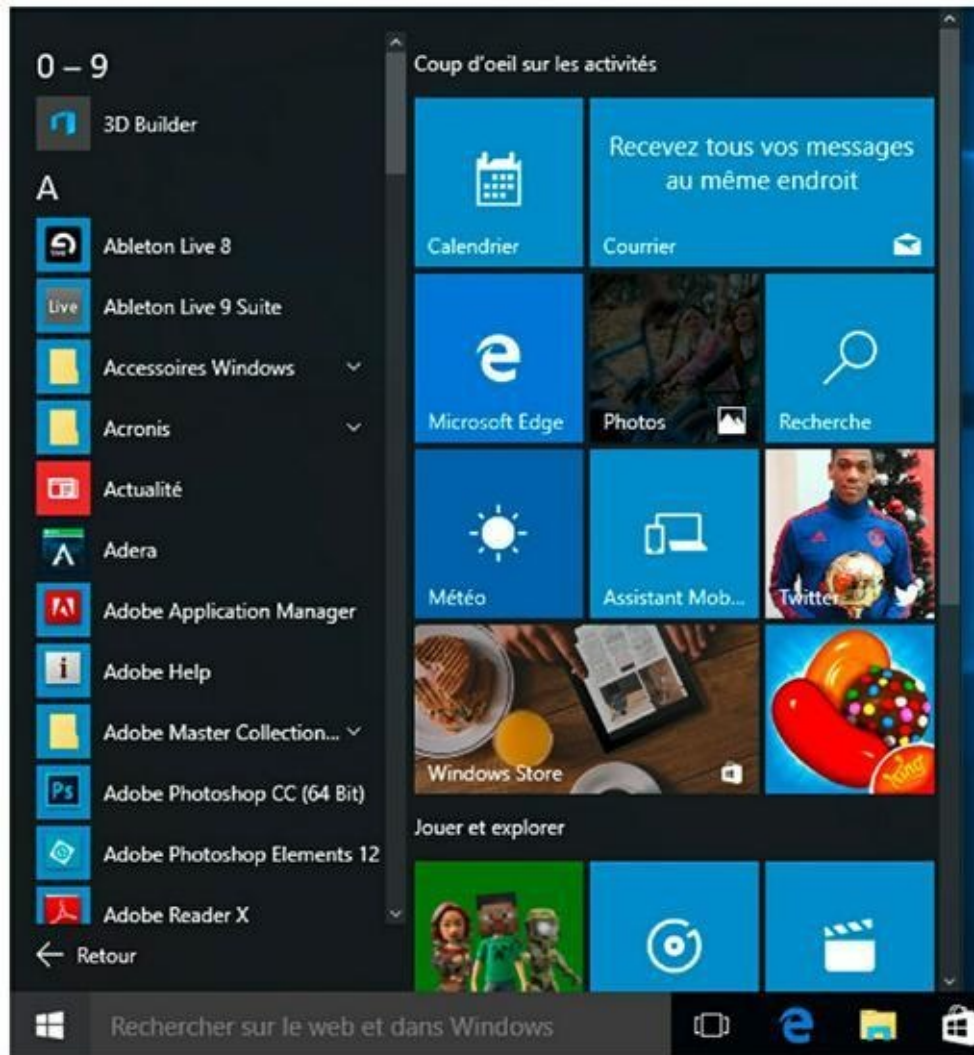 0 – 9
3D Builder
A
Ableton Live 8
Live
Ableton Live 9 Suite
Accessoires Windows
Acronis
Actualité
Adera
Adobe Application Manager
Adobe Help
Adobe Master Collection...
Ps
Adobe Photoshop CC (64 Bit)
Adobe Photoshop Elements 12
Adobe Reader X
Retour
Coup d'oeil sur les activités
Calendrier
Recevez tous vos messages
au même endroit
Courrier
Microsoft Edge
Photos
Recherche
Météo
Assistant Mob...
Twitter
Windows Store
King
Jouer et explorer
Rechercher sur le web et dans Windows